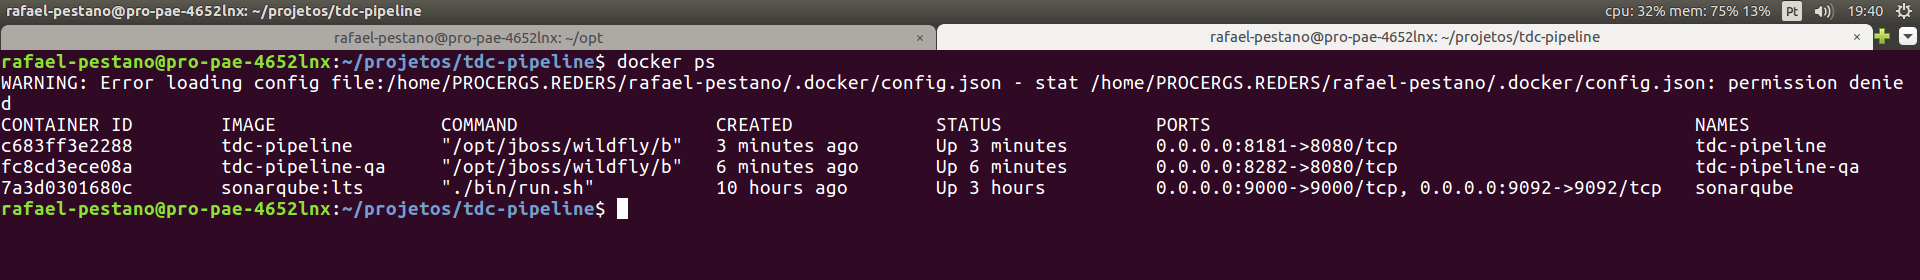 rafael-pestano@pro-pae-4652lnx: ~/projetos/tdc-pipeline cpu: 32% mem: 75% 13% Pt 19:40
rafael-pestano@pro-pae-4652lnx: ~/opt × rafael-pestano@pro-pae-4652lnx: ~/projetos/tdc-pipeline ×
rafael-pestano@pro-pae-4652lnx:~/projetos/tdc-pipeline$ docker ps
WARNING: Error loading config file:/home/PROCERGS.REDERS/rafael-pestano/.docker/config.json - stat /home/PROCERGS.REDERS/rafael-pestano/.docker/config.json: permission denie
d
CONTAINER ID IMAGE COMMAND CREATED STATUS PORTS NAMES
c683ff3e2288 tdc-pipeline "/opt/jboss/wildfly/b" 3 minutes ago Up 3 minutes 0.0.0.0:8181->8080/tcp tdc-pipeline
fc8cd3ece08a tdc-pipeline-qa "/opt/jboss/wildfly/b" 6 minutes ago Up 6 minutes 0.0.0.0:8282->8080/tcp tdc-pipeline-qa
7a3d0301680c sonarqube:lts "./bin/run.sh" 10 hours ago Up 3 hours 0.0.0.0:9000->9000/tcp, 0.0.0.0:9092->9092/tcp sonarqube
rafael-pestano@pro-pae-4652lnx:~/projetos/tdc-pipeline$